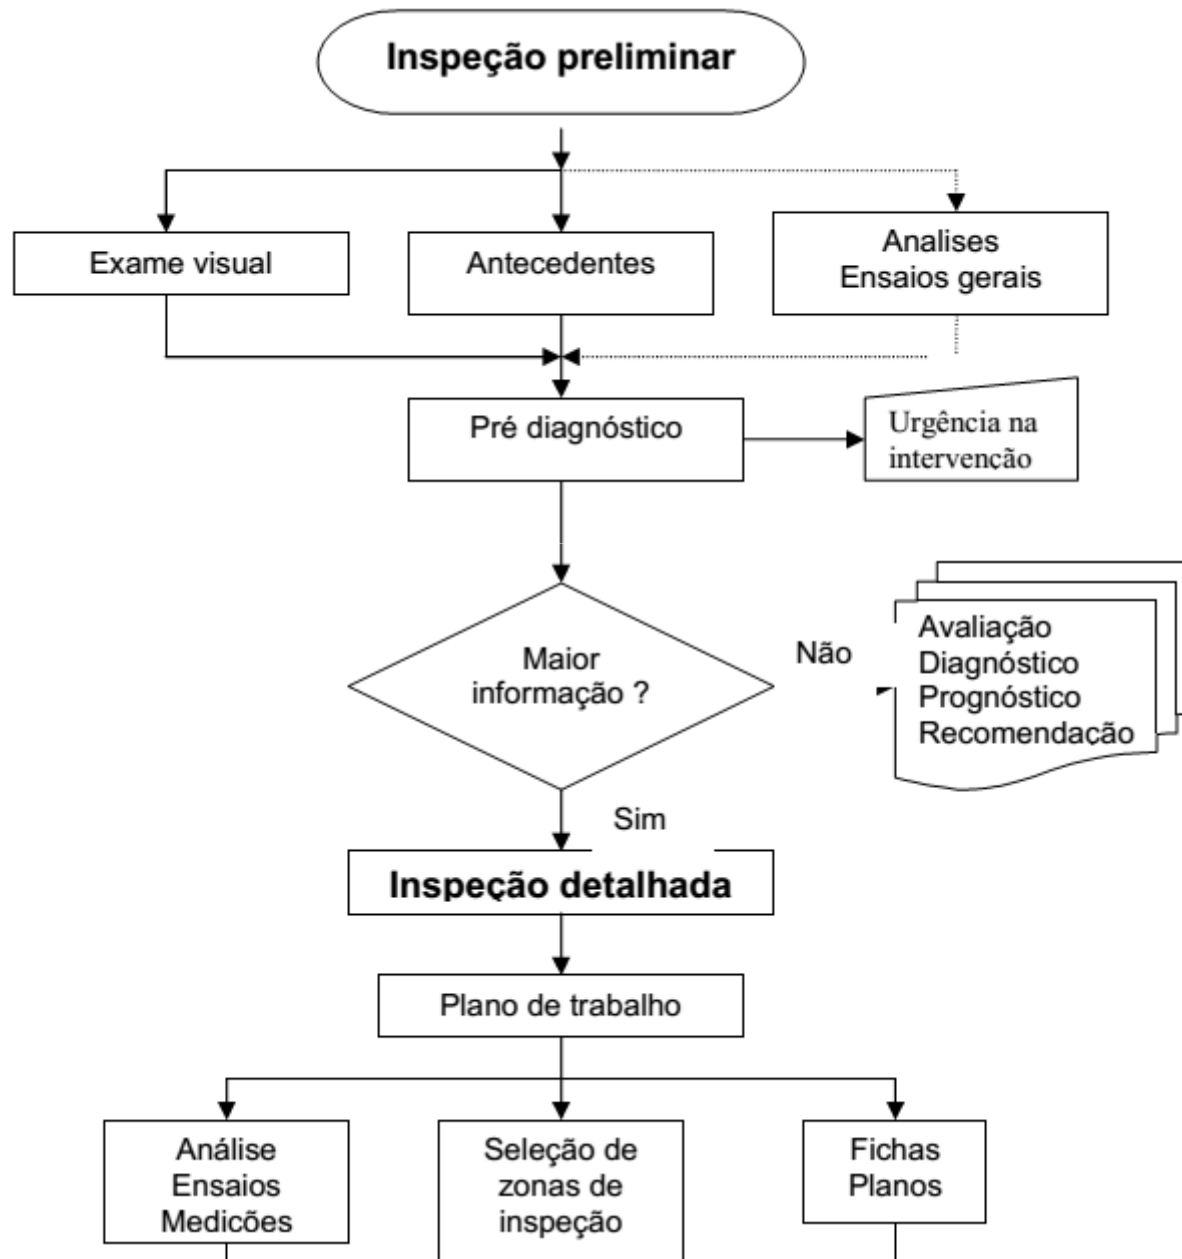 Inspeção preliminar
Exame visual
Antecedentes
Analises
Ensaios gerais
Pré diagnóstico
Urgência na
intervenção
Maior
informação ?
Não
Avaliação
Diagnóstico
Prognóstico
Recomendação
Sim
Inspeção detalhada
Plano de trabalho
Análise
Ensaios
Medicões
Seleção de
zonas de
inspeção
Fichas
Planos